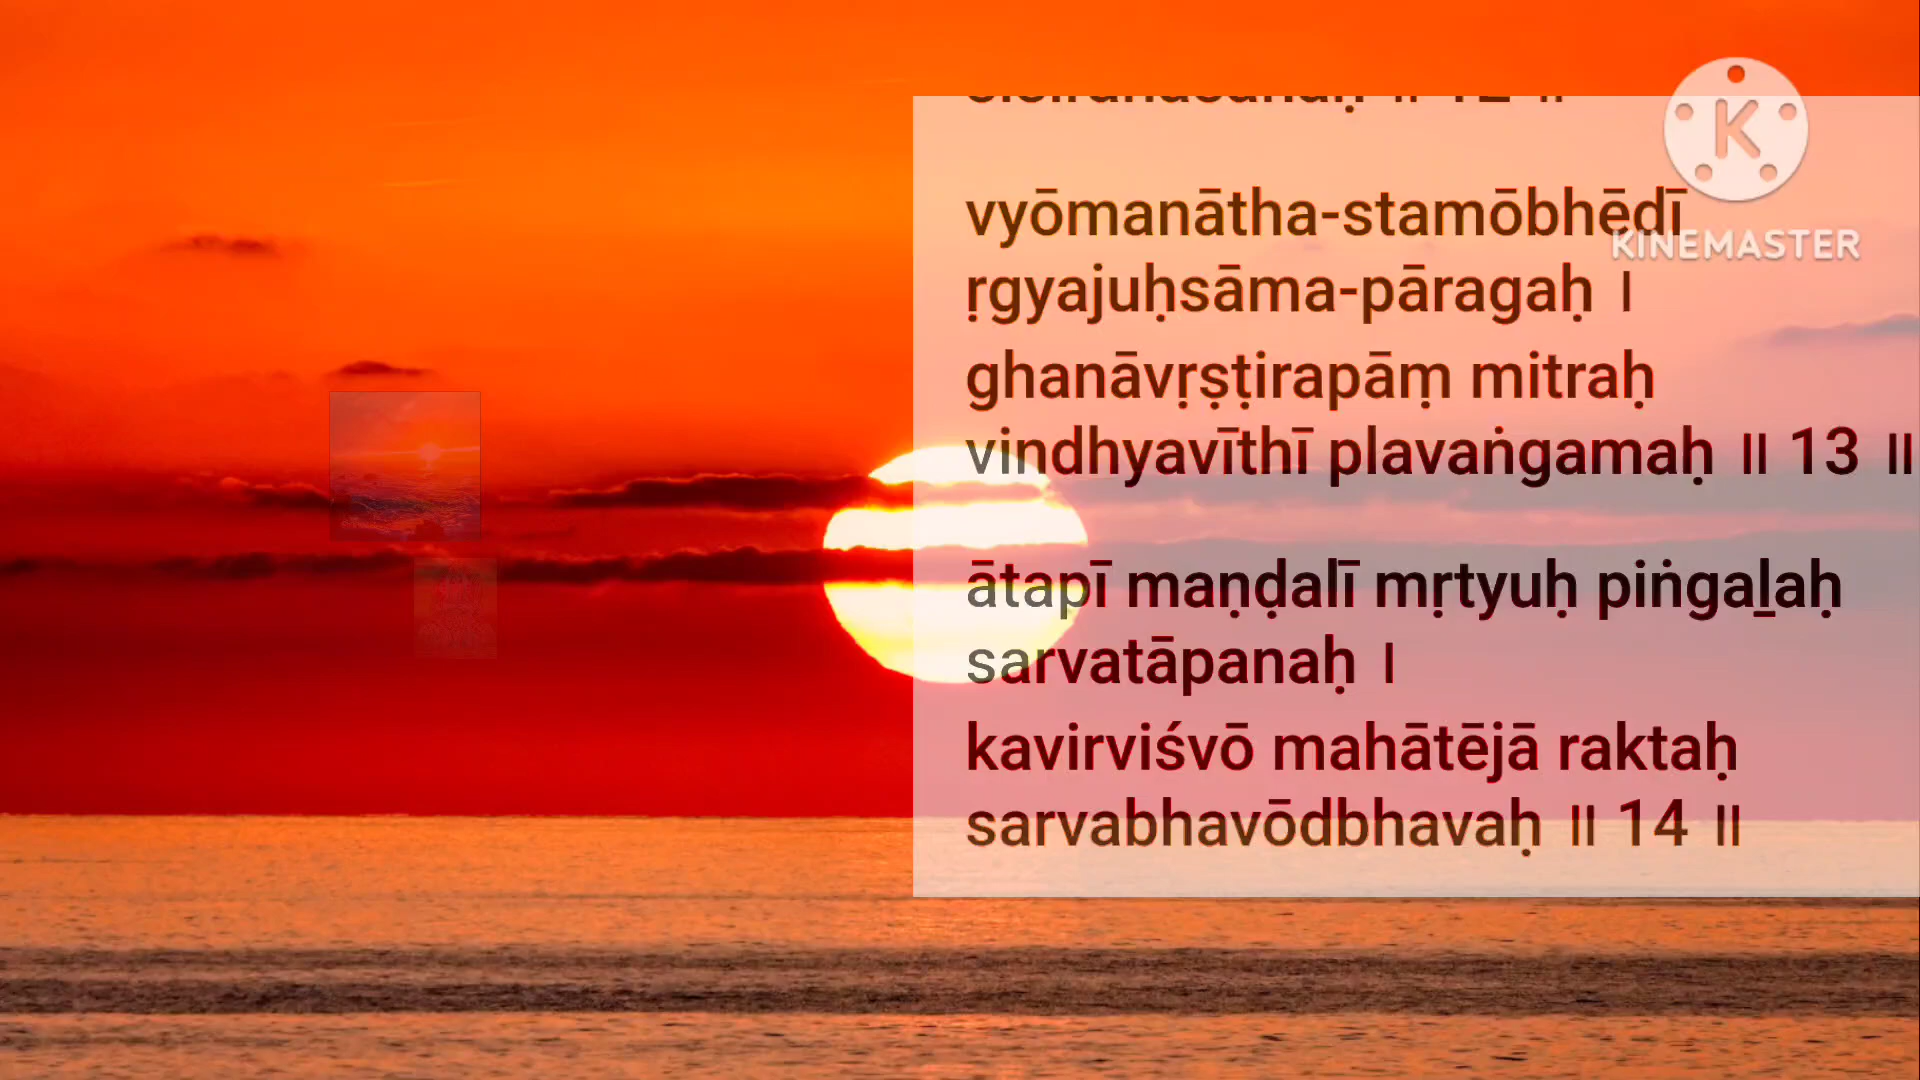 vyōmanātha-stamōbhēdī
ṛgyajuḥsāma-pāragaḥ ।
ghanāvṛṣṭirapāṃ mitraḥ
vindhyavīthī plavaṅgamaḥ ॥ 13 ॥
ātapī maṇḍalī mṛtyuḥ piṅgaḻaḥ
sarvatāpanaḥ ।
kavirviśvō mahātējā raktaḥ
sarvabhavōdbhavaḥ ॥ 14 ॥
K
KINEMASTER